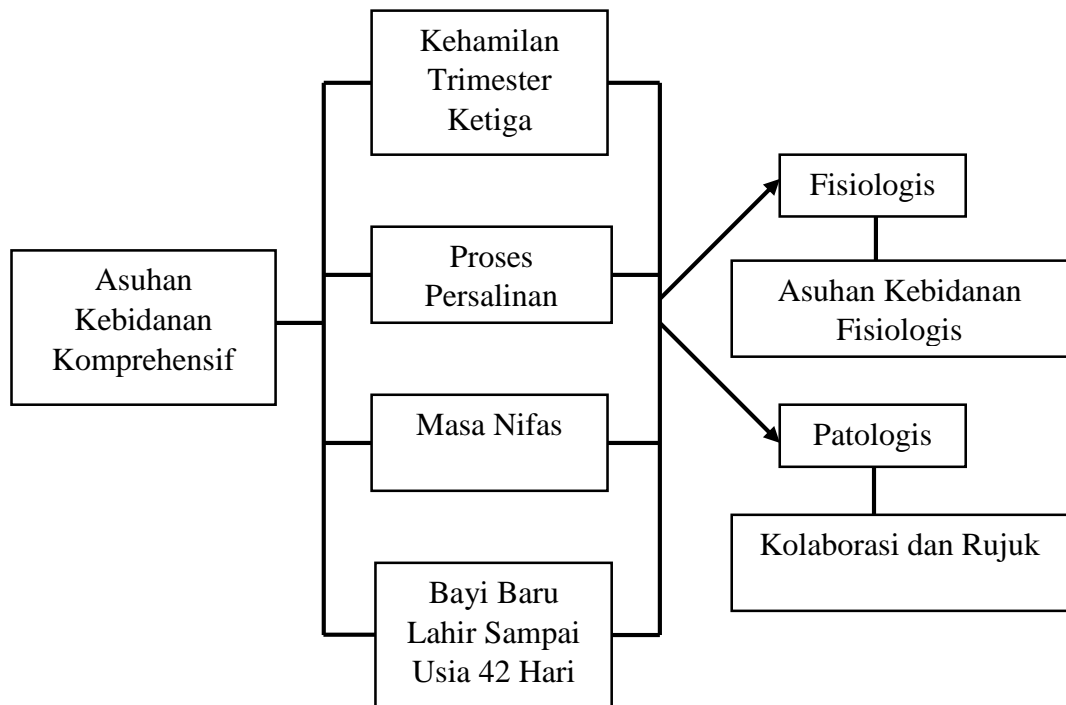 Asuhan
Kebidanan
Komprehensif
Kehamilan
Trimester
Ketiga
Proses
Persalinan
Masa Nifas
Bayi Baru
Lahir Sampai
Usia 42 Hari
Fisiologis
Asuhan Kebidanan
Fisiologis
Patologis
Kolaborasi dan Rujuk